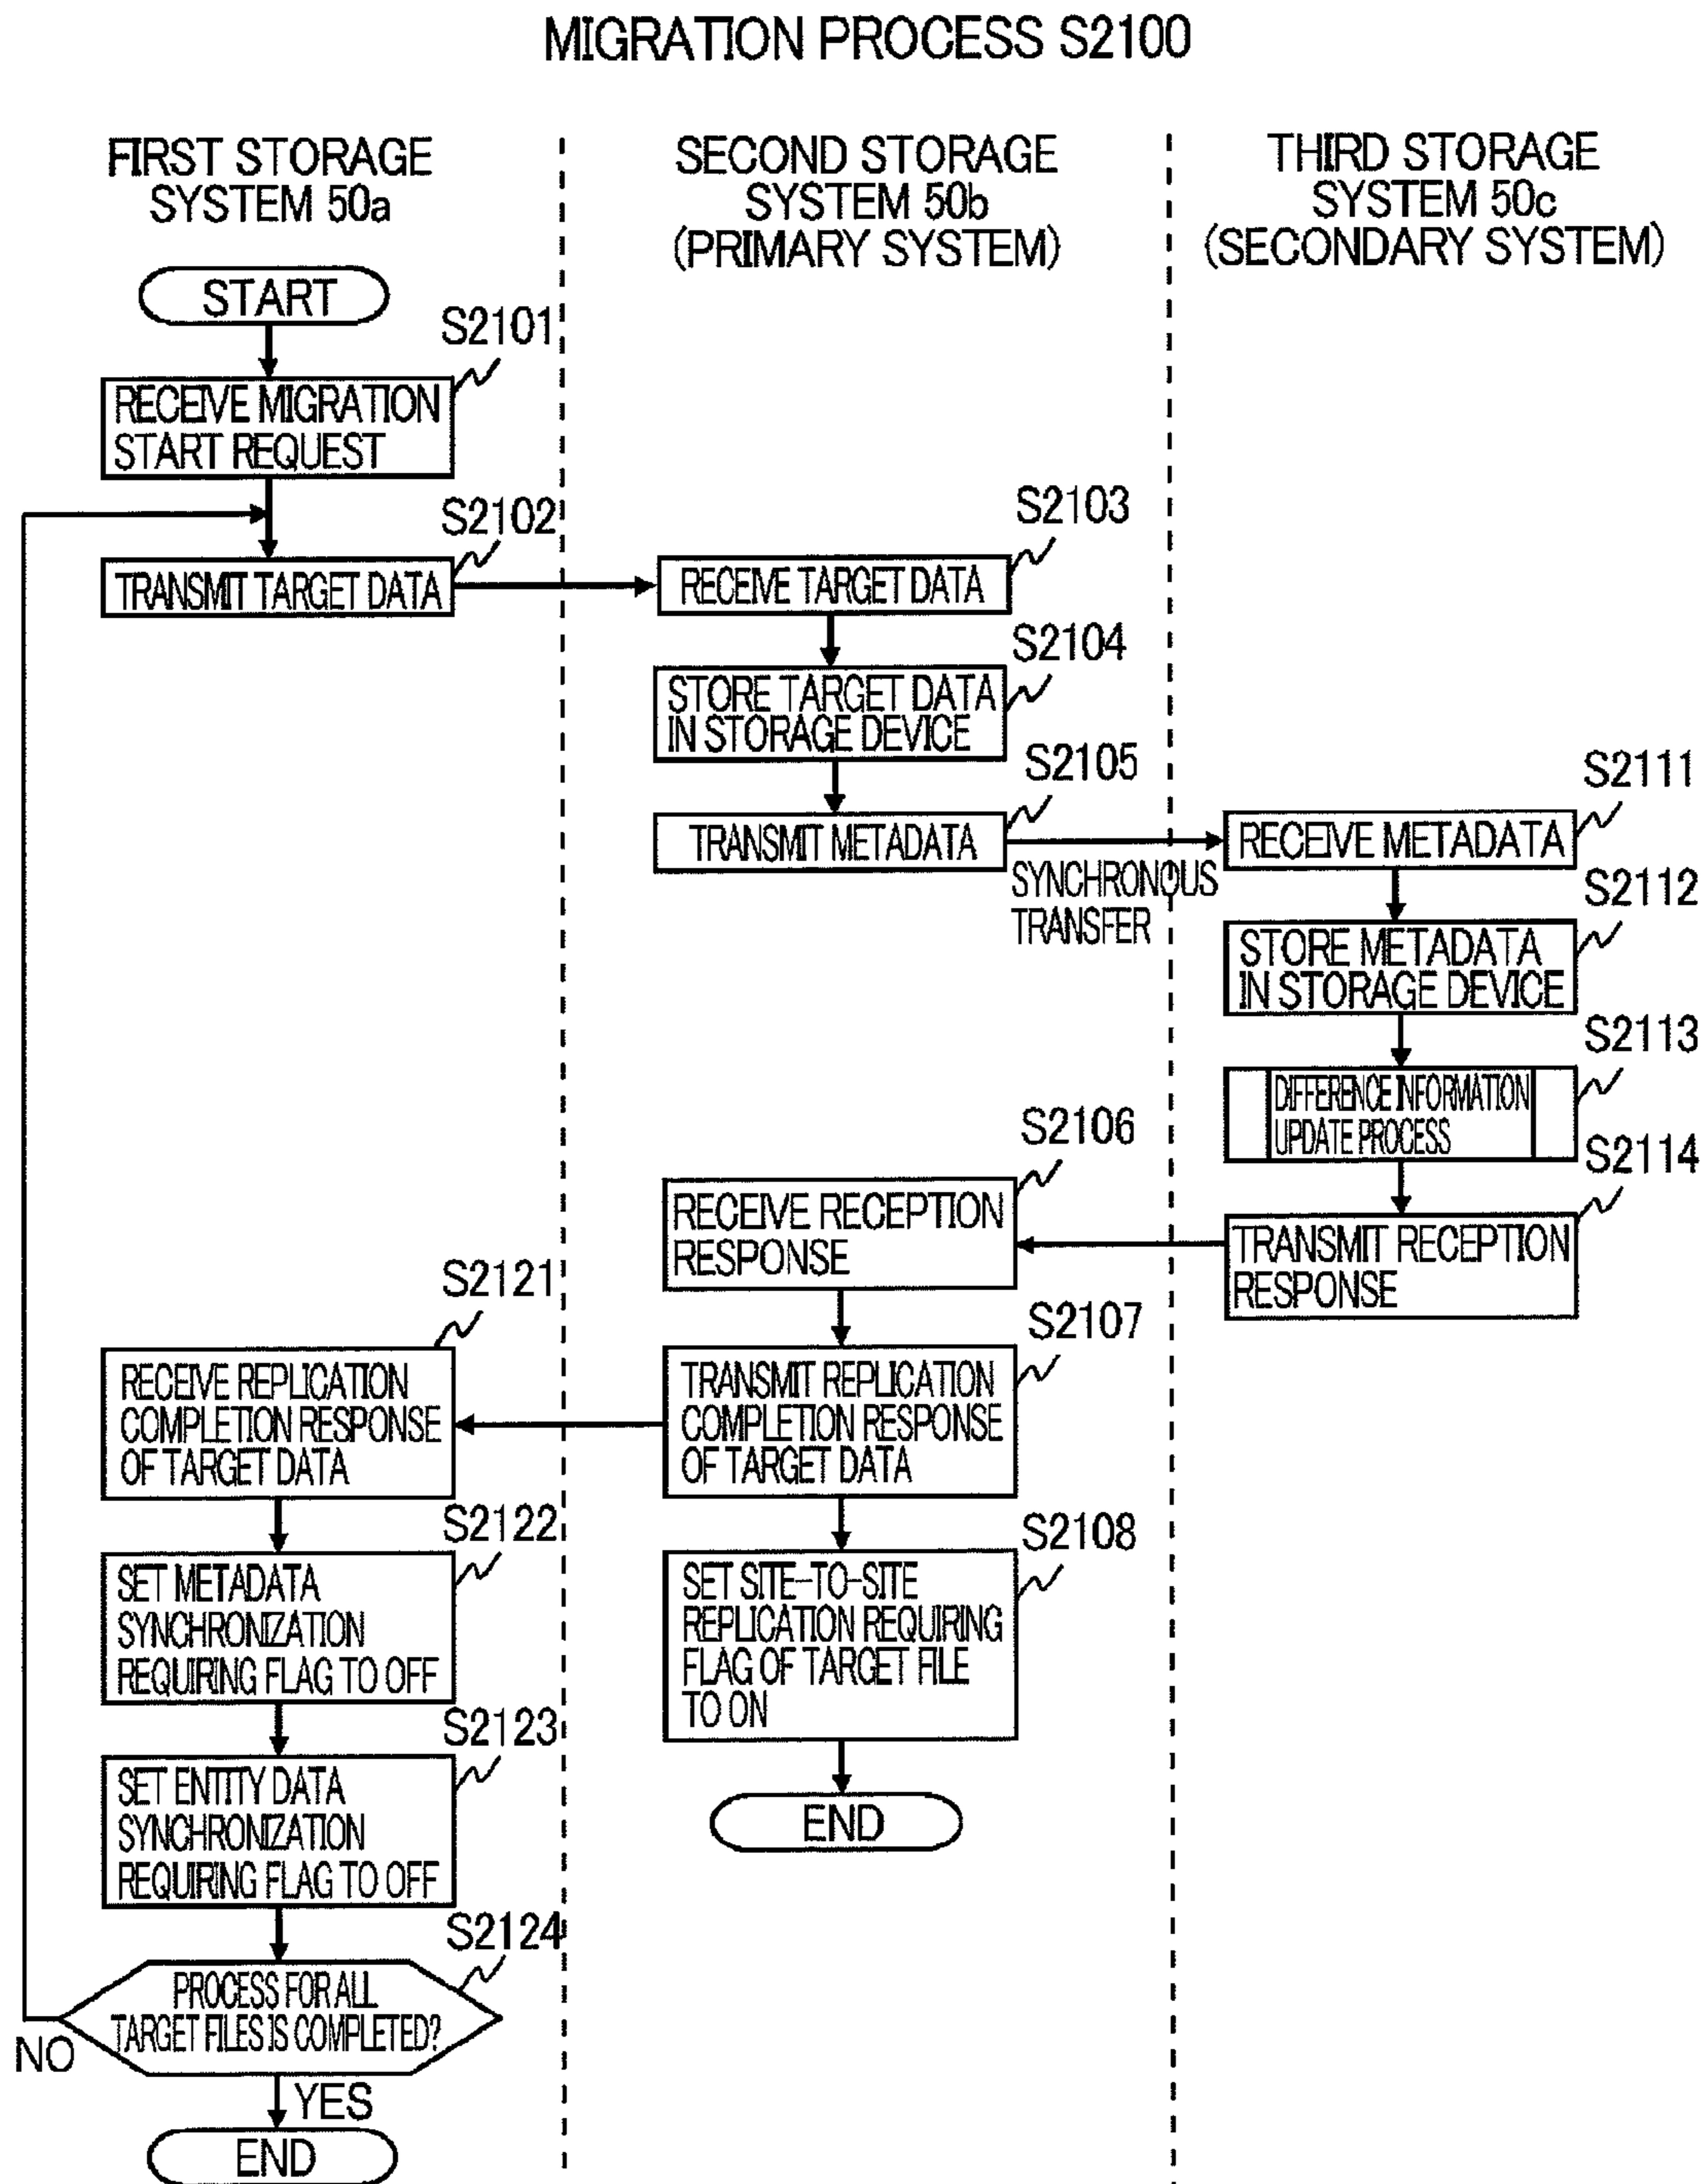 MIGRATION PROCESS S2100
FIRST STORAGE
SYSTEM 50a
SECOND STORAGE
SYSTEM 50b
(PRIMARY SYSTEM)
THIRD STORAGE
SYSTEM 50c
(SECONDARY SYSTEM)
START
S2101
RECEIVE MIGRATION
START REQUEST
S2102
TRANSMIT TARGET DATA
S2103
RECEIVE TARGET DATA
S2104
STORE TARGET DATA
IN STORAGE DEVICE
S2105
TRANSMIT METADATA
SYNCHRONOUS
TRANSFER
S2111
RECEIVE METADATA
S2112
STORE METADATA
IN STORAGE DEVICE
S2113
DIFFERENCE INFORMATION
UPDATE PROCESS
S2114
TRANSMIT RECEPTION
RESPONSE
S2106
RECEIVE RECEPTION
RESPONSE
S2107
TRANSMIT REPLICATION
COMPLETION RESPONSE
OF TARGET DATA
S2108
SET SITE-TO-SITE
REPLICATION REQUIRING
FLAG OF TARGET FILE
TO ON
END
S2121
RECEIVE REPLICATION
COMPLETION RESPONSE
OF TARGET DATA
S2122
SET METADATA
SYNCHRONIZATION
REQUIRING FLAG TO OFF
S2123
SET ENTITY DATA
SYNCHRONIZATION
REQUIRING FLAG TO OFF
S2124
PROCESS FOR ALL
TARGET FILES IS COMPLETED?
NO
YES
END